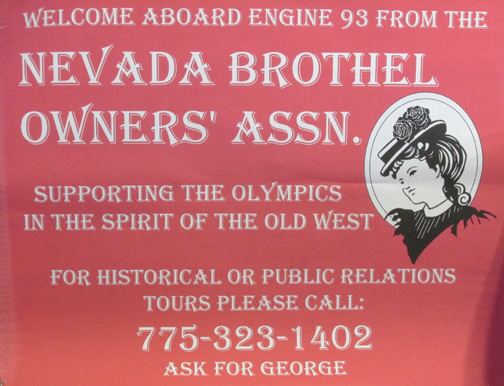 WELCOME ABOARD ENGINE 93 FROM THE
NEVADA BROTHEL
OWNERS' ASSN.
SUPPORTING THE OLYMPICS
IN THE SPIRIT OF THE OLD WEST
FOR HISTORICAL OR PUBLIC RELATIONS
TOURS PLEASE CALL:
775-323-1402
ASK FOR GEORGE